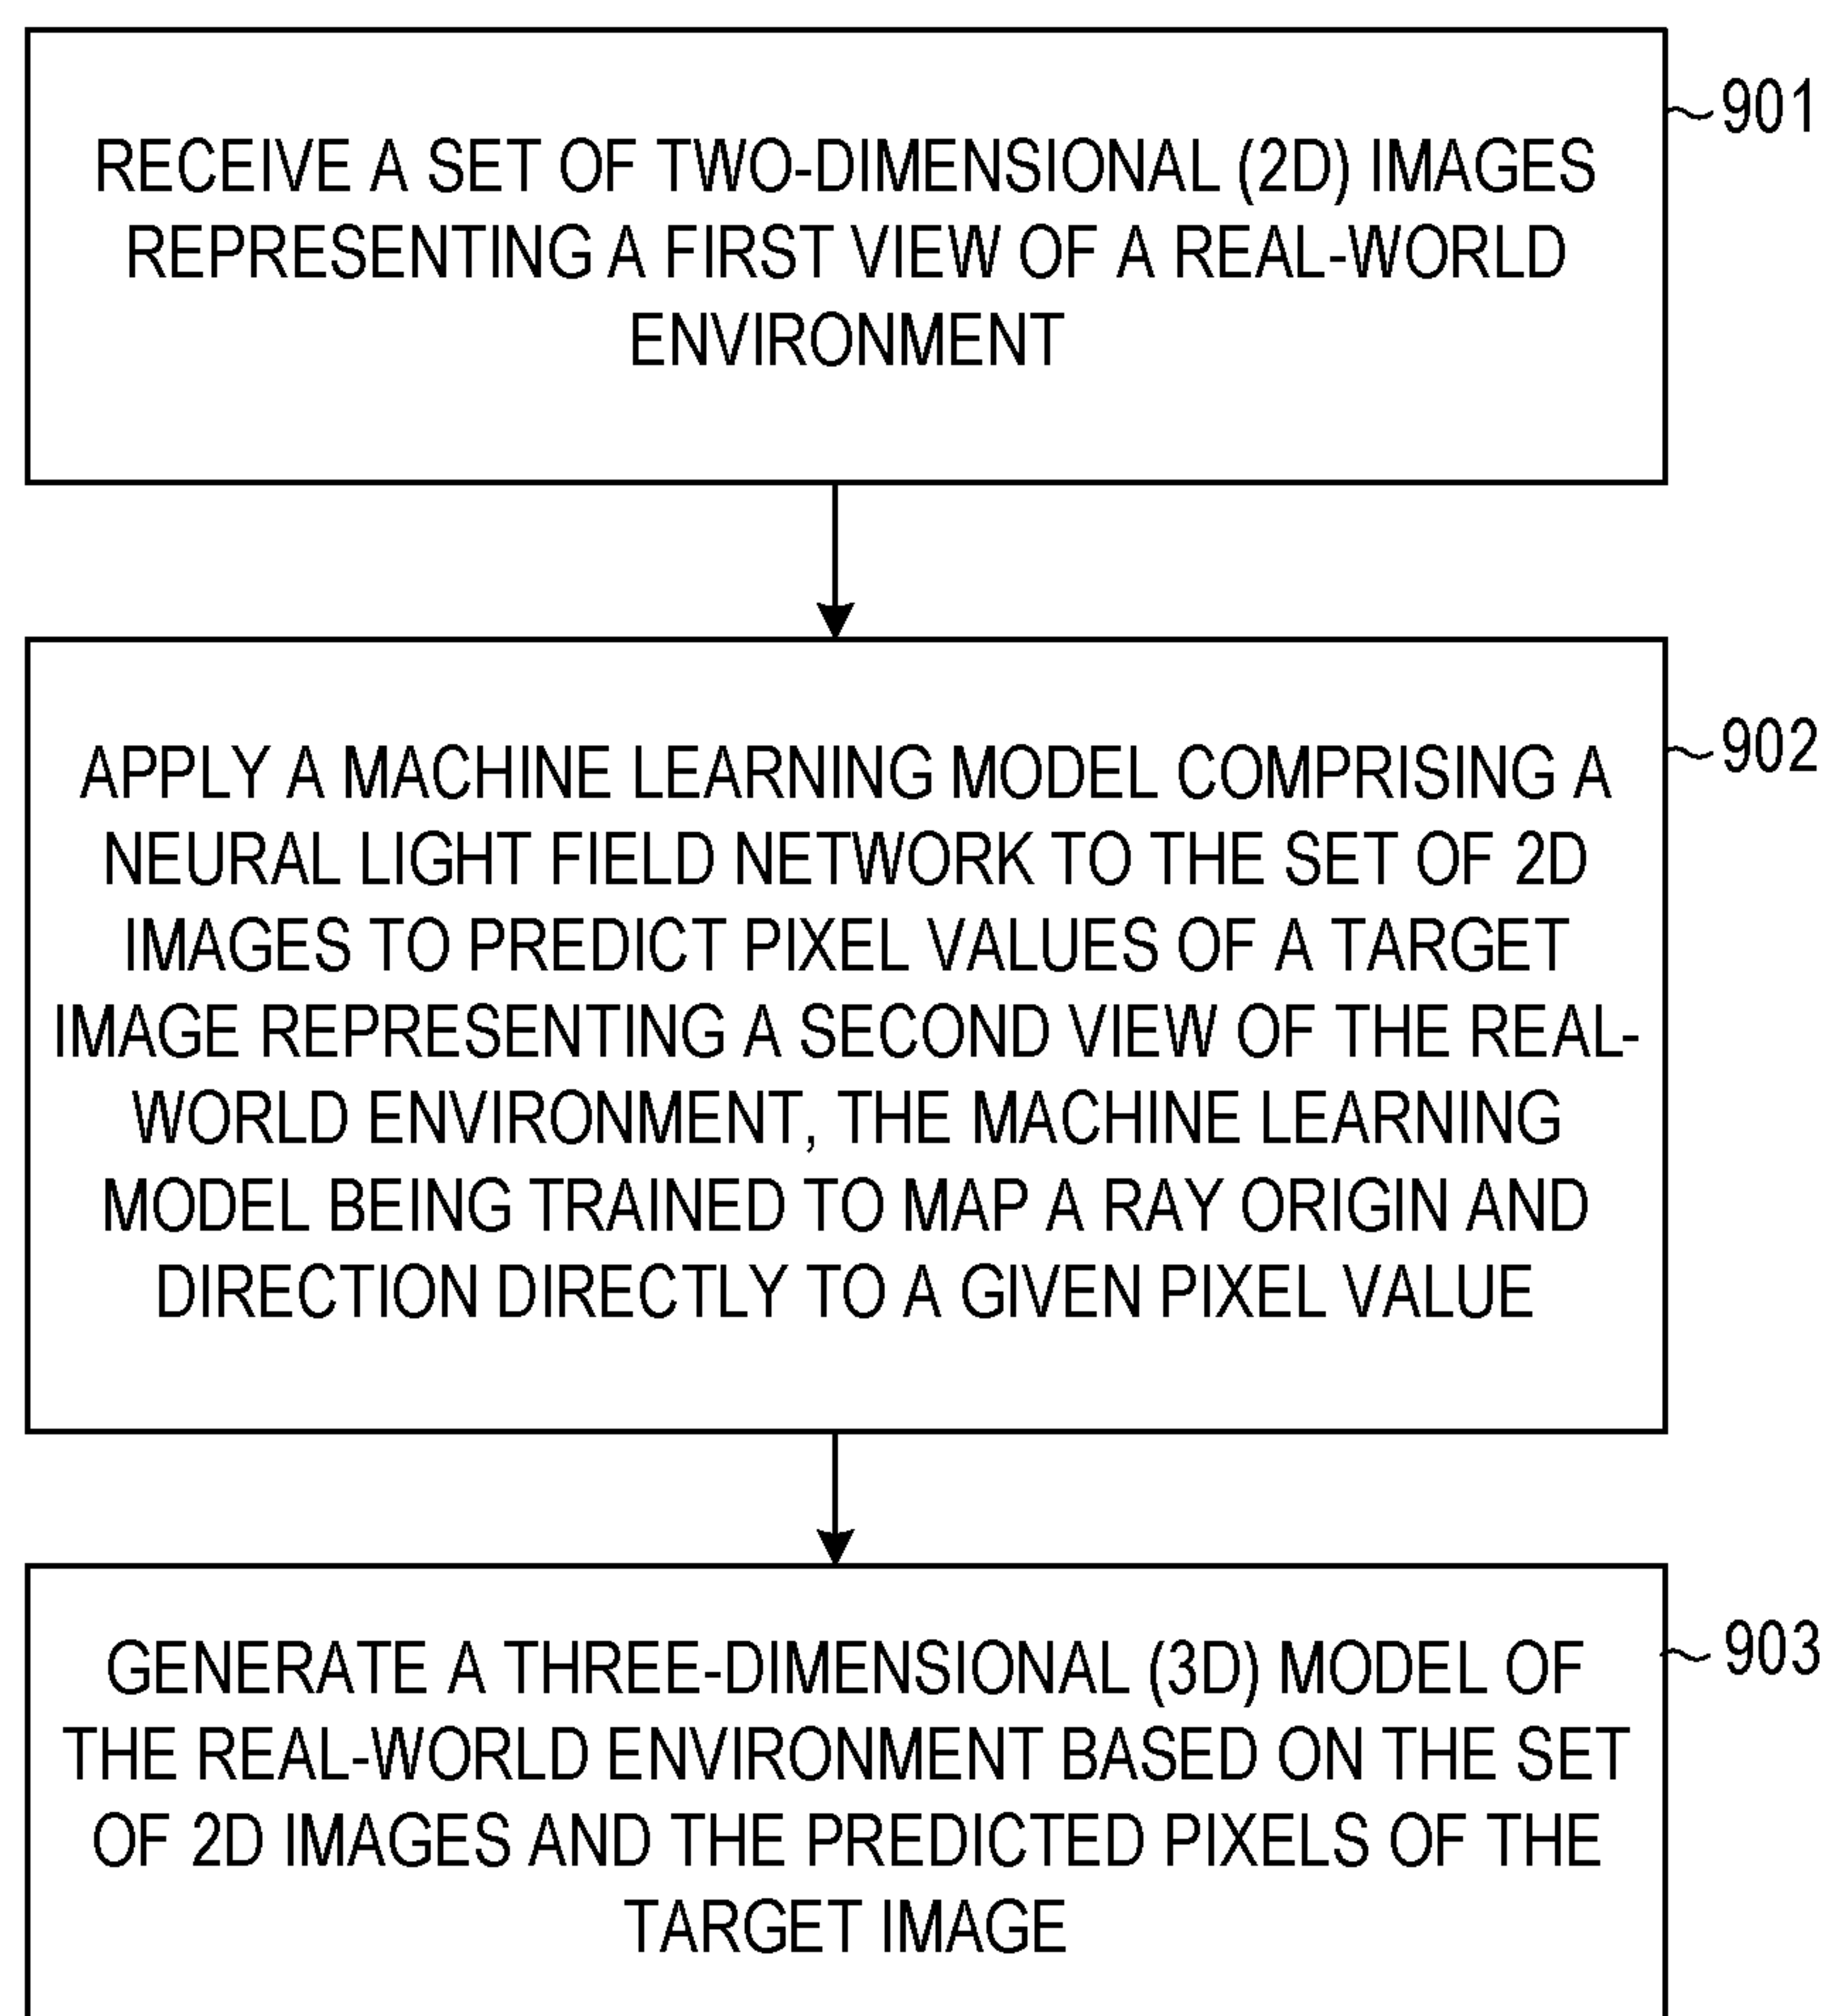 901
RECEIVE A SET OF TWO-DIMENSIONAL (2D) IMAGES
REPRESENTING A FIRST VIEW OF A REAL-WORLD
ENVIRONMENT
902
APPLY A MACHINE LEARNING MODEL COMPRISING A
NEURAL LIGHT FIELD NETWORK TO THE SET OF 2D
IMAGES TO PREDICT PIXEL VALUES OF A TARGET
IMAGE REPRESENTING A SECOND VIEW OF THE REAL-
WORLD ENVIRONMENT, THE MACHINE LEARNING
MODEL BEING TRAINED TO MAP A RAY ORIGIN AND
DIRECTION DIRECTLY TO A GIVEN PIXEL VALUE
903
GENERATE A THREE-DIMENSIONAL (3D) MODEL OF
THE REAL-WORLD ENVIRONMENT BASED ON THE SET
OF 2D IMAGES AND THE PREDICTED PIXELS OF THE
TARGET IMAGE